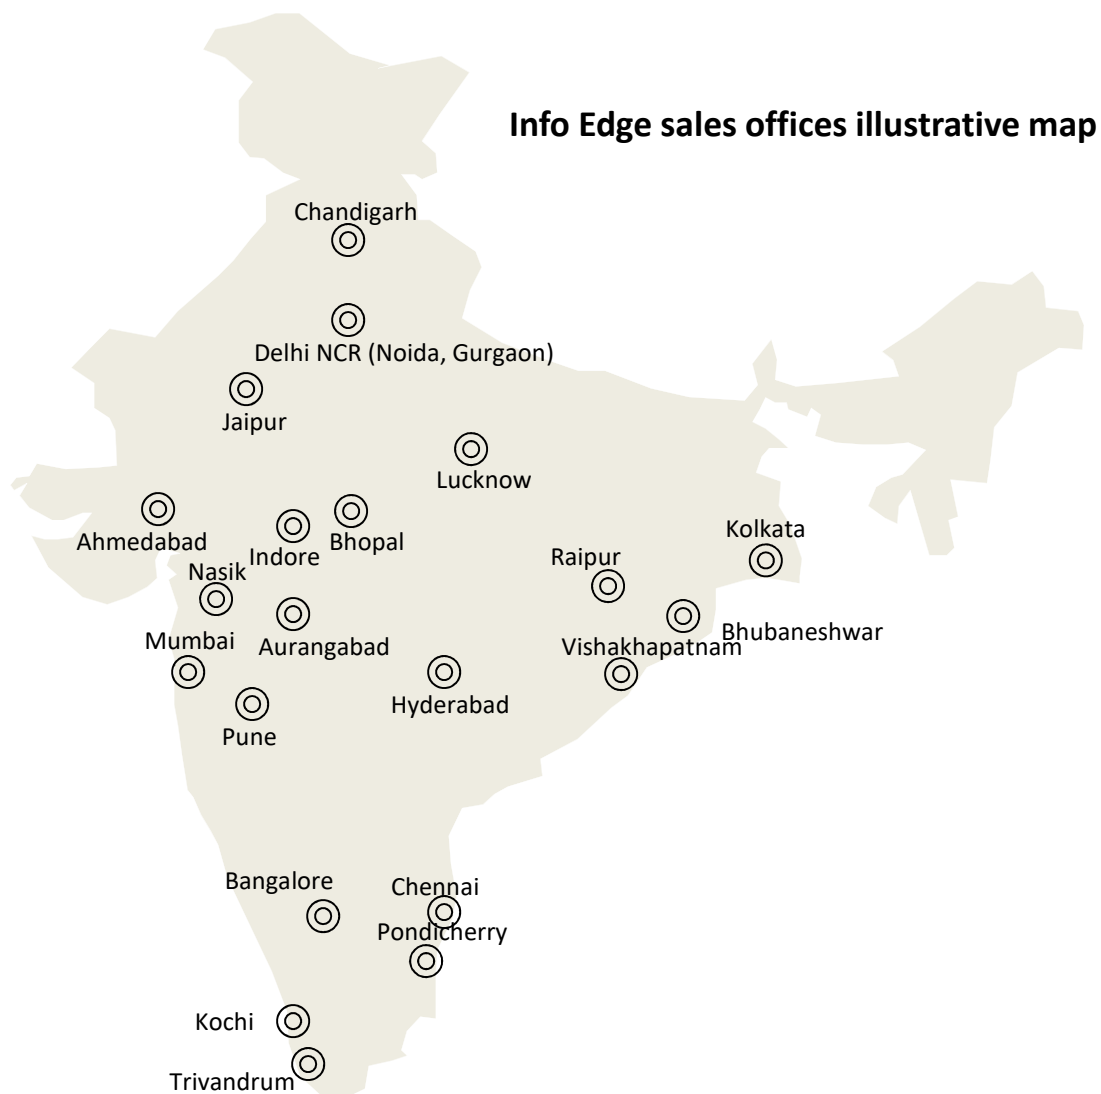 Info Edge sales offices illustrative map
Chandigarh
Delhi NCR (Noida, Gurgaon)
Jaipur
Lucknow
Ahmedabad
Indore
Bhopal
Kolkata
Raipur
Nasik
Mumbai
Aurangabad
Bhubaneshwar
Vishakhapatnam
Hyderabad
Pune
Bangalore
Chennai
Pondicherry
Kochi
Trivandrum